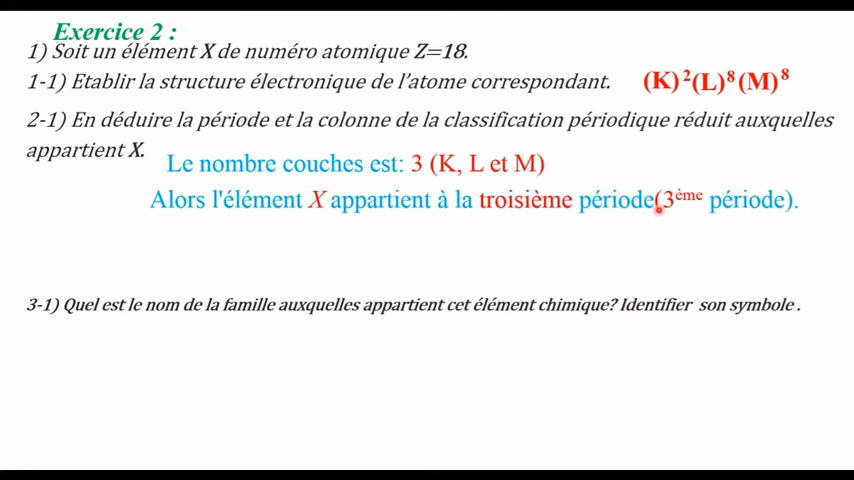 Exercice 2 :
1) Soit un élément X de numéro atomique Z=18.
1-1) Etablir la structure électronique de l'atome correspondant. (K)²(L)⁸(M)⁸
2-1) En déduire la période et la colonne de la classification périodique réduit auxquelles
appartient X.
Le nombre couches est: 3 (K, L et M)
Alors l'élément X appartient à la troisième période(3ème période).
3-1) Quel est le nom de la famille auxquelles appartient cet élément chimique? Identifier son symbole .